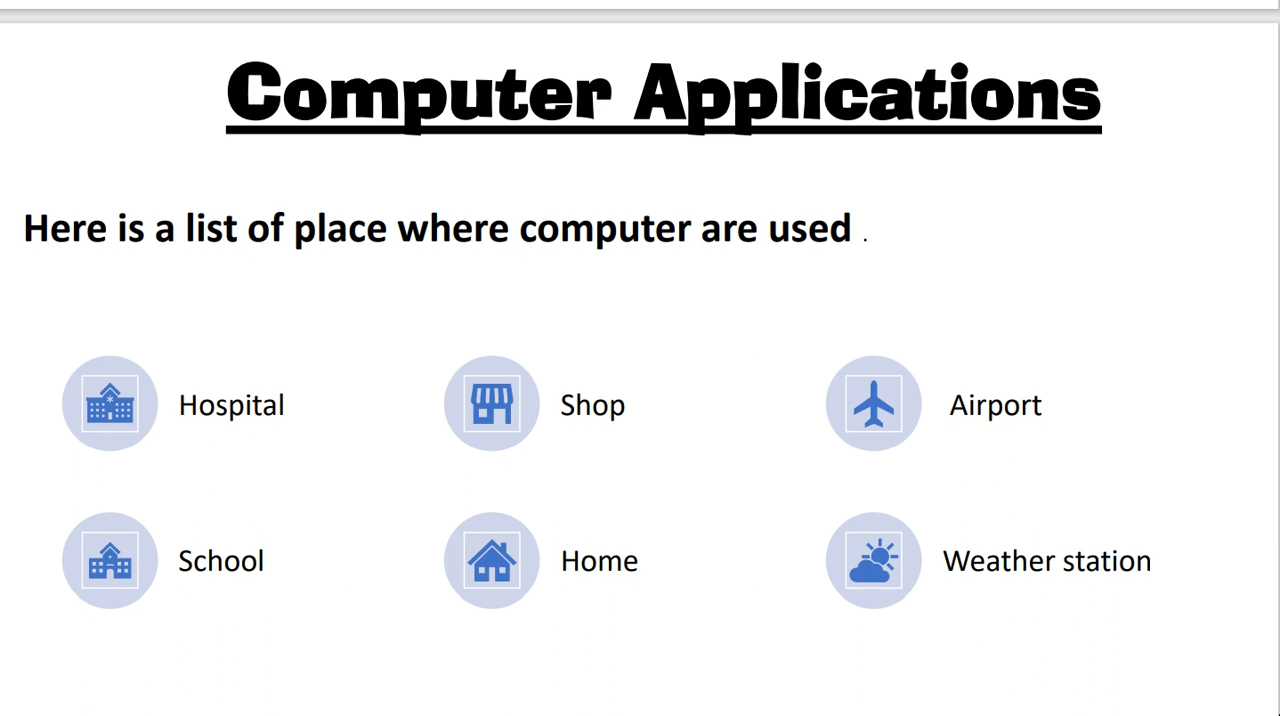 Computer Applications
Here is a list of place where computer are used .
Hospital
Shop
Airport
School
Home
Weather station